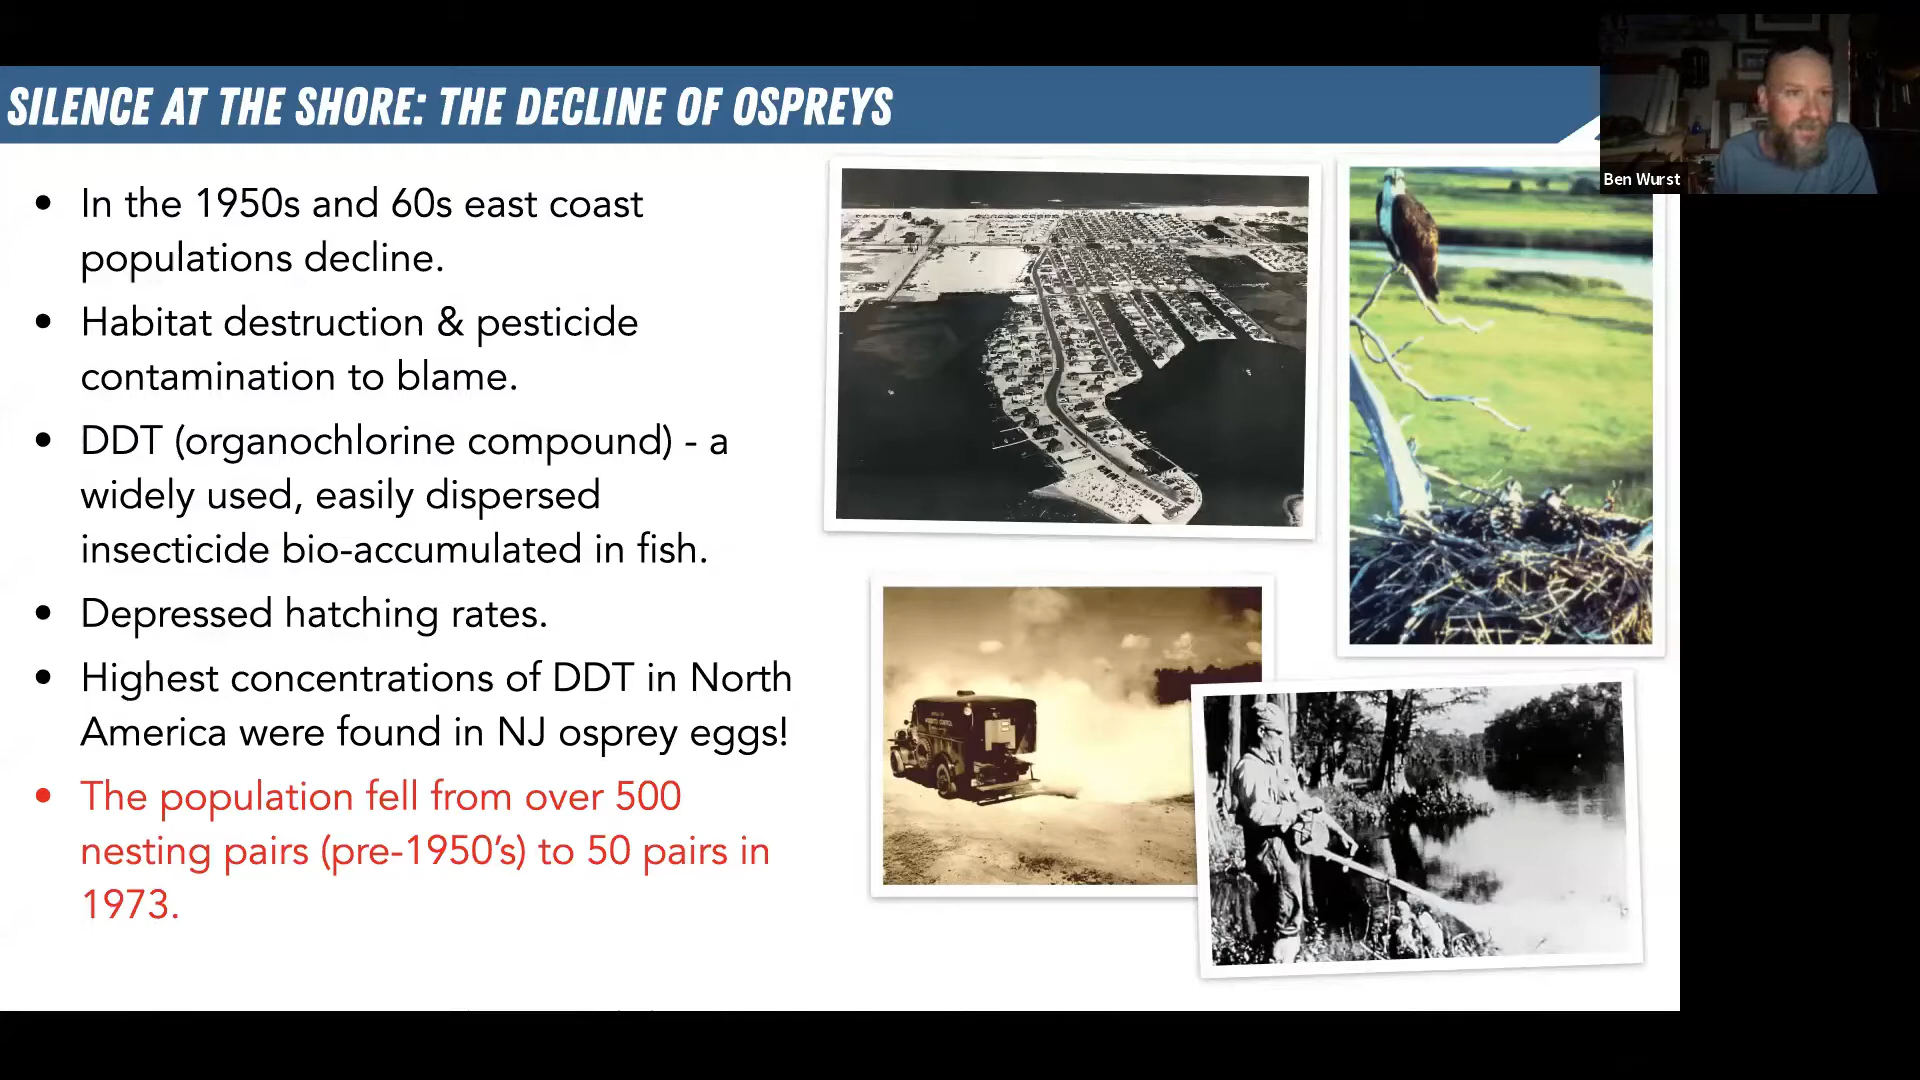 SILENCE AT THE SHORE: THE DECLINE OF OSPREYS
Ben Wurst
• In the 1950s and 60s east coast
populations decline.
• Habitat destruction & pesticide
contamination to blame.
• DDT (organochlorine compound) - a
widely used, easily dispersed
insecticide bio-accumulated in fish.
• Depressed hatching rates.
• Highest concentrations of DDT in North
America were found in NJ osprey eggs!
• The population fell from over 500
nesting pairs (pre-1950’s) to 50 pairs in
1973.